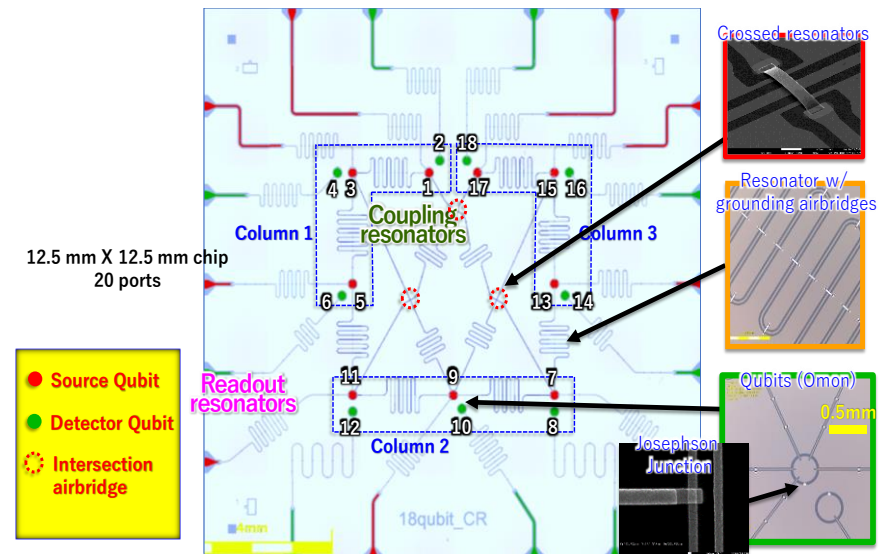 Crossed resonators
2
18
4
3
1
17
15
16
Resonator w/
grounding airbridges
Coupling
resonators
Column 1
Column 3
12.5 mm X 12.5 mm chip
20 ports
6
5
13
14
Source Qubit
Detector Qubit
Intersection
airbridge
Readout
resonators
11
9
7
12
10
8
Column 2
Qubits (Omon)
0.5mm
Josephson
Junction
18qubit_CR
4mm